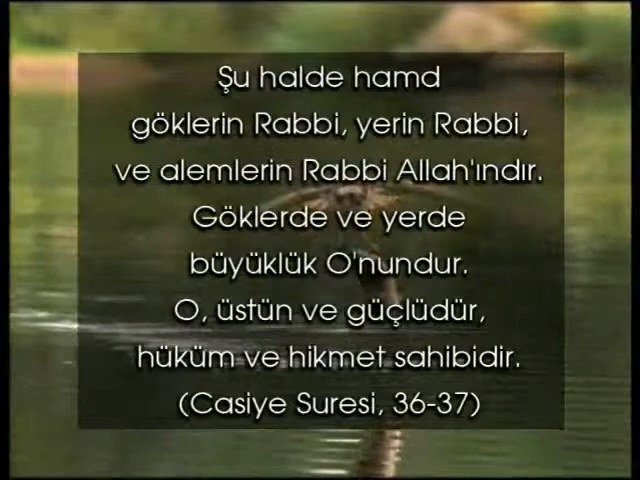 Şu halde hamd
göklerin Rabbi, yerin Rabbi,
ve alemlerin Rabbi Allah'ındır.
Göklerde ve yerde
büyüklük O'nundur.
O, üstün ve güçlüdür,
hüküm ve hikmet sahibidir.
(Casiye Suresi, 36-37)